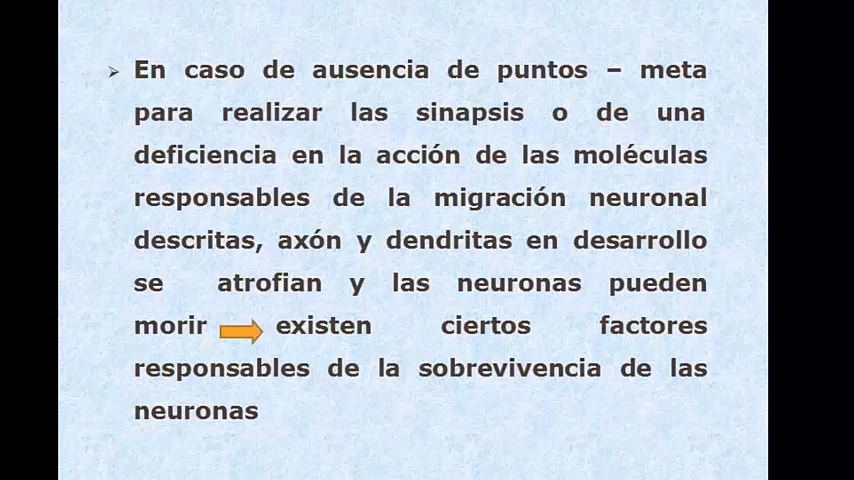 En caso de ausencia de puntos – meta
para realizar las sinapsis o de una
deficiencia en la acción de las moléculas
responsables de la migración neuronal
descritas, axón y dendritas en desarrollo
se atrofian y las neuronas pueden
morir existen ciertos factores
responsables de la sobrevivencia de las
neuronas